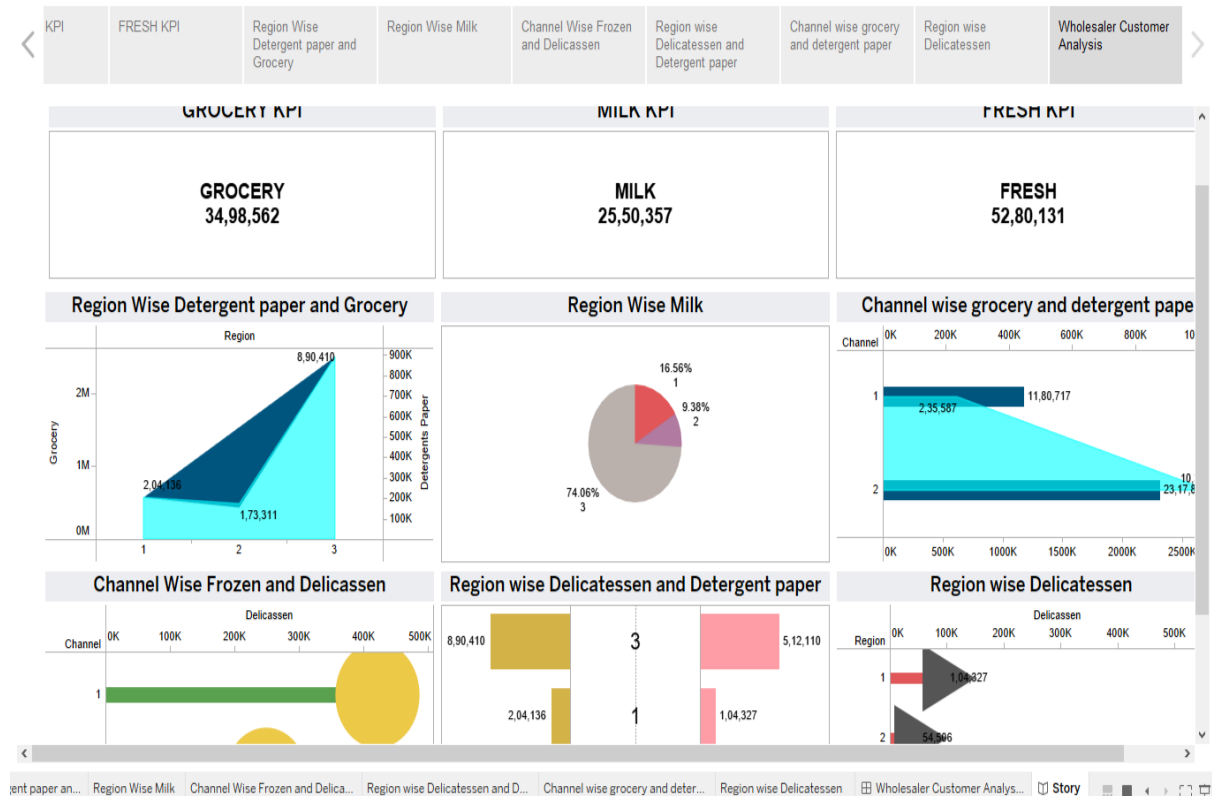 KPI
FRESH KPI
Region Wise
Detergent paper and
Grocery
Region Wise Milk
Channel Wise Frozen
and Delicassen
Region wise
Delicatessen and
Detergent paper
Channel wise grocery
and detergent paper
Region wise
Delicatessen
Wholesaler Customer
Analysis
GROCERY KPI
MILK KPI
FRESH KPI
GROCERY
34,98,562
MILK
25,50,357
FRESH
52,80,131
Region Wise Detergent paper and Grocery
Region
8,90,410
2,04,136
1,73,311
2M
1M
0M
Grocery
900K
800K
700K
600K
500K
400K
300K
200K
100K
Detergents Paper
1 2 3
Region Wise Milk
16.56%
1
9.38%
2
74.06%
3
Channel wise grocery and detergent pape
Channel 0K 200K 400K 600K 800K 10
1 11,80,717
2,35,587
10,
2 23,17,8
0K 500K 1000K 1500K 2000K 2500K
Channel Wise Frozen and Delicassen
Delicassen
Channel 0K 100K 200K 300K 400K 500K
1
Region wise Delicatessen and Detergent paper
8,90,410 3 5,12,110
2,04,136 1 1,04,327
Region wise Delicatessen
Delicassen
Region 0K 100K 200K 300K 400K 500K
1 1,04,327
2 54,506
ent paper an... Region Wise Milk Channel Wise Frozen and Delica... Region wise Delicatessen and D... Channel wise grocery and deter... Region wise Delicatessen Wholesaler Customer Analys... Story